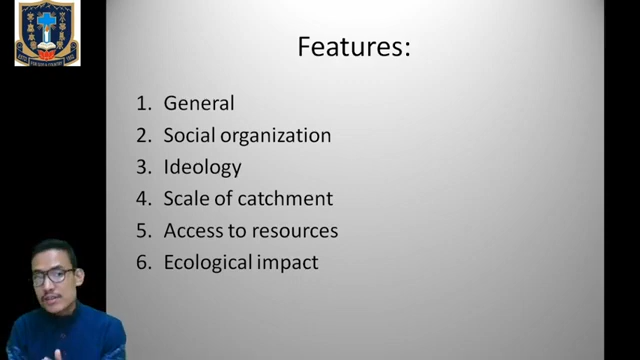 Features:
1. General
2. Social organization
3. Ideology
4. Scale of catchment
5. Access to resources
6. Ecological impact